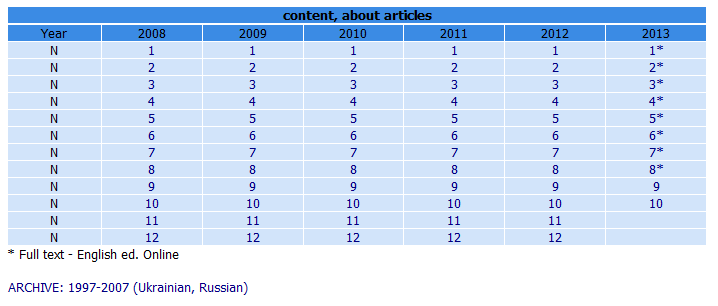 content, about articles
Year 2008 2009 2010 2011 2012 2013
N 1 1 1 1 1 1*
N 2 2 2 2 2 2*
N 3 3 3 3 3 3*
N 4 4 4 4 4 4*
N 5 5 5 5 5 5*
N 6 6 6 6 6 6*
N 7 7 7 7 7 7*
N 8 8 8 8 8 8*
N 9 9 9 9 9 9
N 10 10 10 10 10 10
N 11 11 11 11 11
N 12 12 12 12 12
* Full text - English ed. Online
ARCHIVE: 1997-2007 (Ukrainian, Russian)